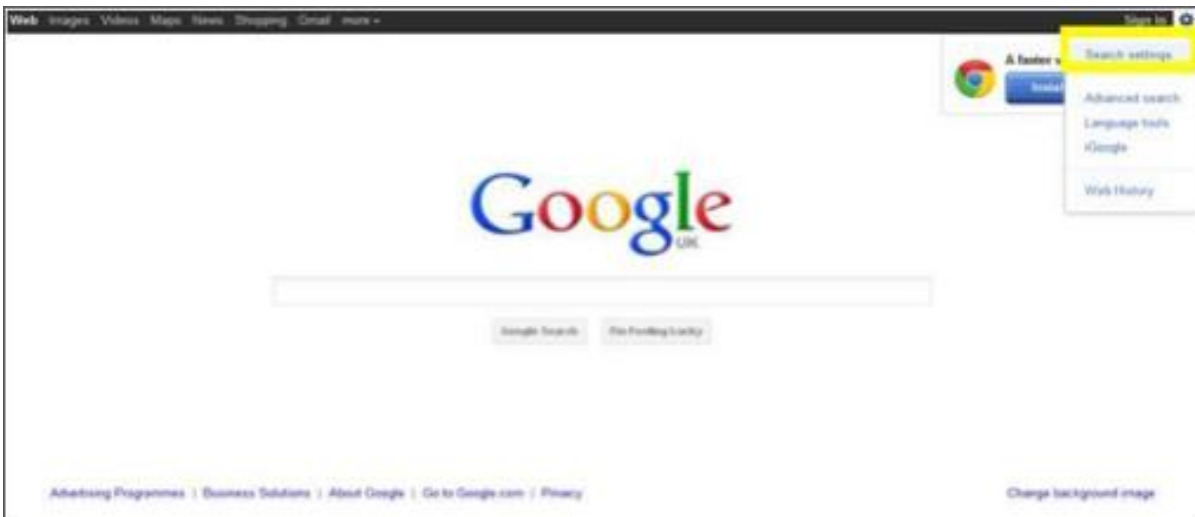 Web Images Videos Maps News Shopping Gmail more
Sign in
Search settings
A faster
Install
Advanced search
Language tools
iGoogle
Web History
Google
UK
Google Search I'm Feeling Lucky
Advertising Programmes | Business Solutions | About Google | Go to Google.com | Privacy
Change background image